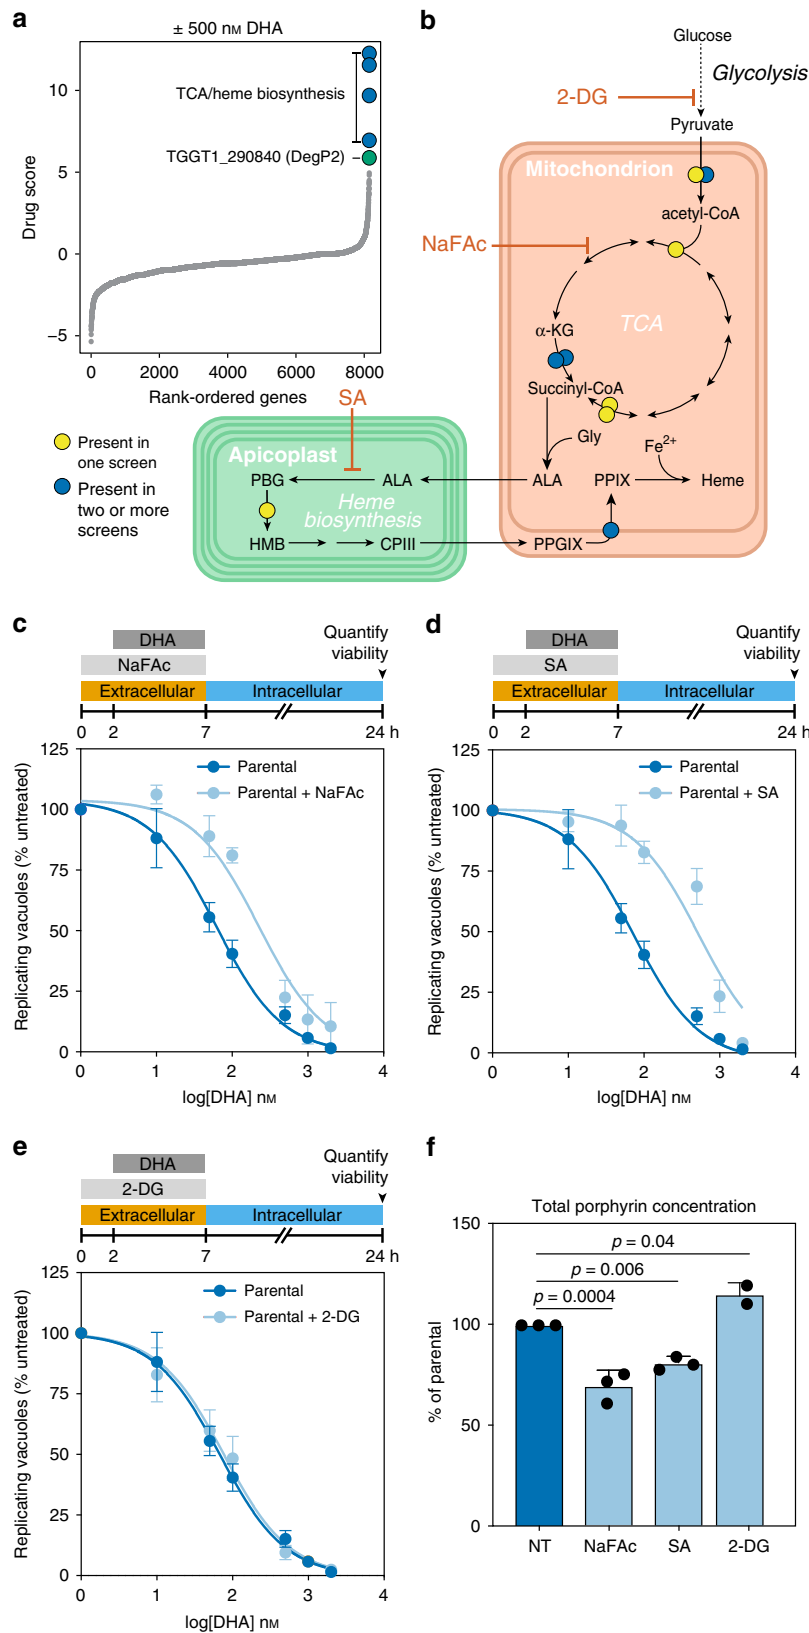 a
± 500 nM DHA
Drug score
10
5
0
−5
TCA/heme biosynthesis
TGGT1_290840 (DegP2)
0 2000 4000 6000 8000
Rank-ordered genes
Present in
one screen
Present in
two or more
screens
b
Glucose
Glycolysis
2-DG
Pyruvate
Mitochondrion
acetyl-CoA
NaFAc
TCA
α-KG
Succinyl-CoA
SA
Gly
Fe2+
Apicoplast
PBG
ALA
ALA
PPIX
Heme
Heme
biosynthesis
HMB
CPIII
PPGIX
c
DHA
NaFAc
Extracellular
Intracellular
Quantify
viability
0 2 7 24 h
Replicating vacuoles (% untreated)
125
100
75
50
25
0
Parental
Parental + NaFAc
0 1 2 3 4
log[DHA] nM
d
DHA
SA
Extracellular
Intracellular
Quantify
viability
0 2 7 24 h
Replicating vacuoles (% untreated)
125
100
75
50
25
0
Parental
Parental + SA
0 1 2 3 4
log[DHA] nM
e
DHA
2-DG
Extracellular
Intracellular
Quantify
viability
0 2 7 24 h
Replicating vacuoles (% untreated)
125
100
75
50
25
0
Parental
Parental + 2-DG
0 1 2 3 4
log[DHA] nM
f
Total porphyrin concentration
% of parental
150
100
50
0
p = 0.04
p = 0.006
p = 0.0004
NT NaFAc SA 2-DG